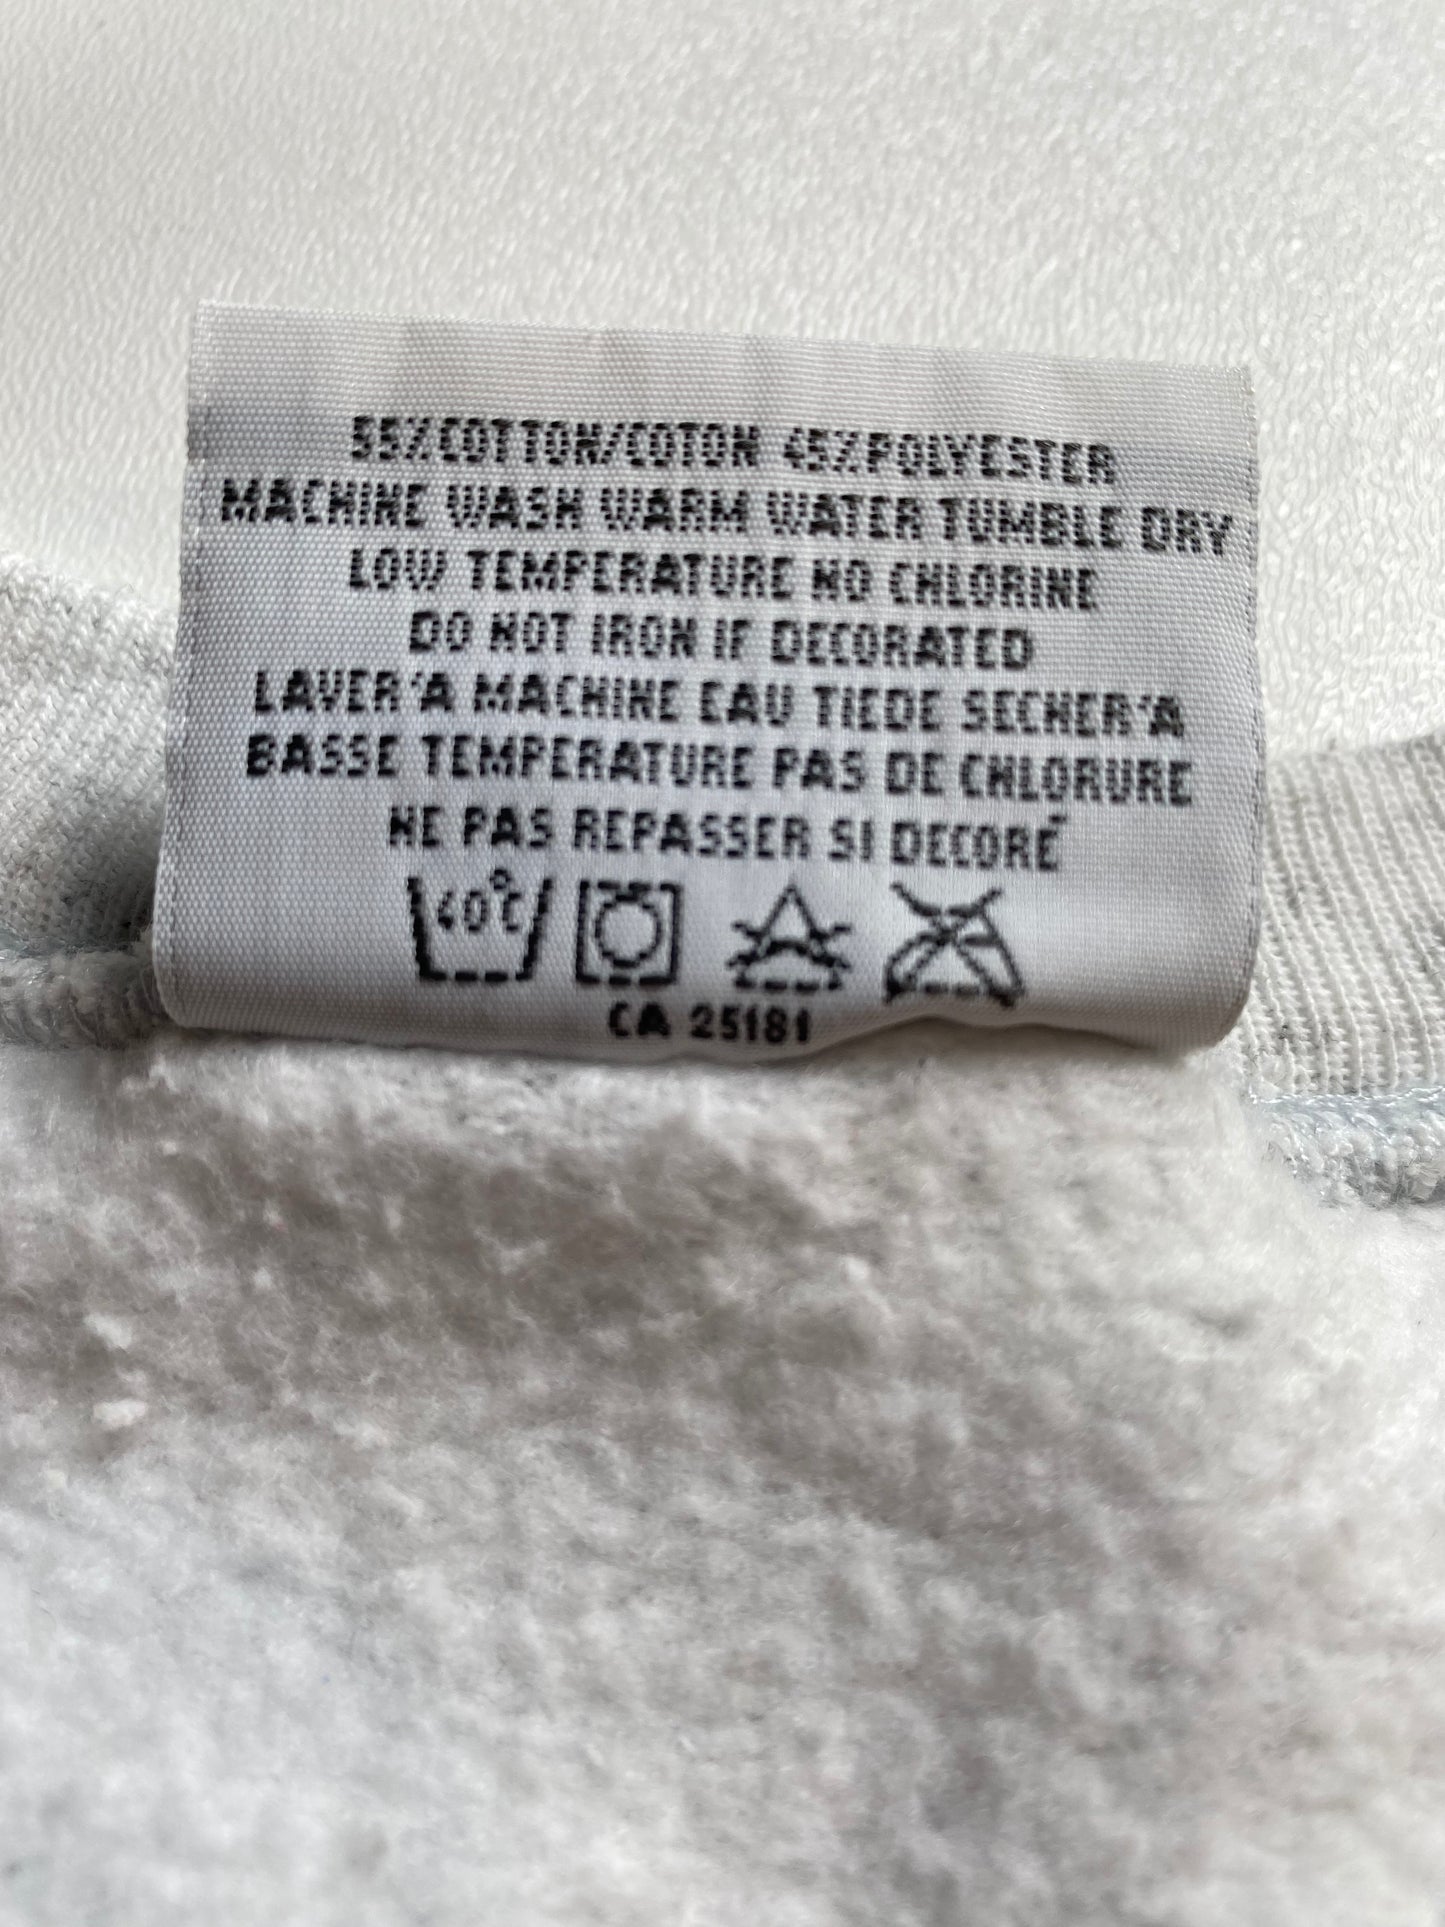 55%COTTON/COTON 45%POLYESTER
MACHINE WASH WARM WATER TUMBLE DRY
LOW TEMPERATURE NO CHLORINE
DO NOT IRON IF DECORATED
LAVER 'A MACHINE EAU TIEDE SECHER 'A
BASSE TEMPERATURE PAS DE CHLORURE
NE PAS REPASSER SI DECORÉ
40°C
CA 25181